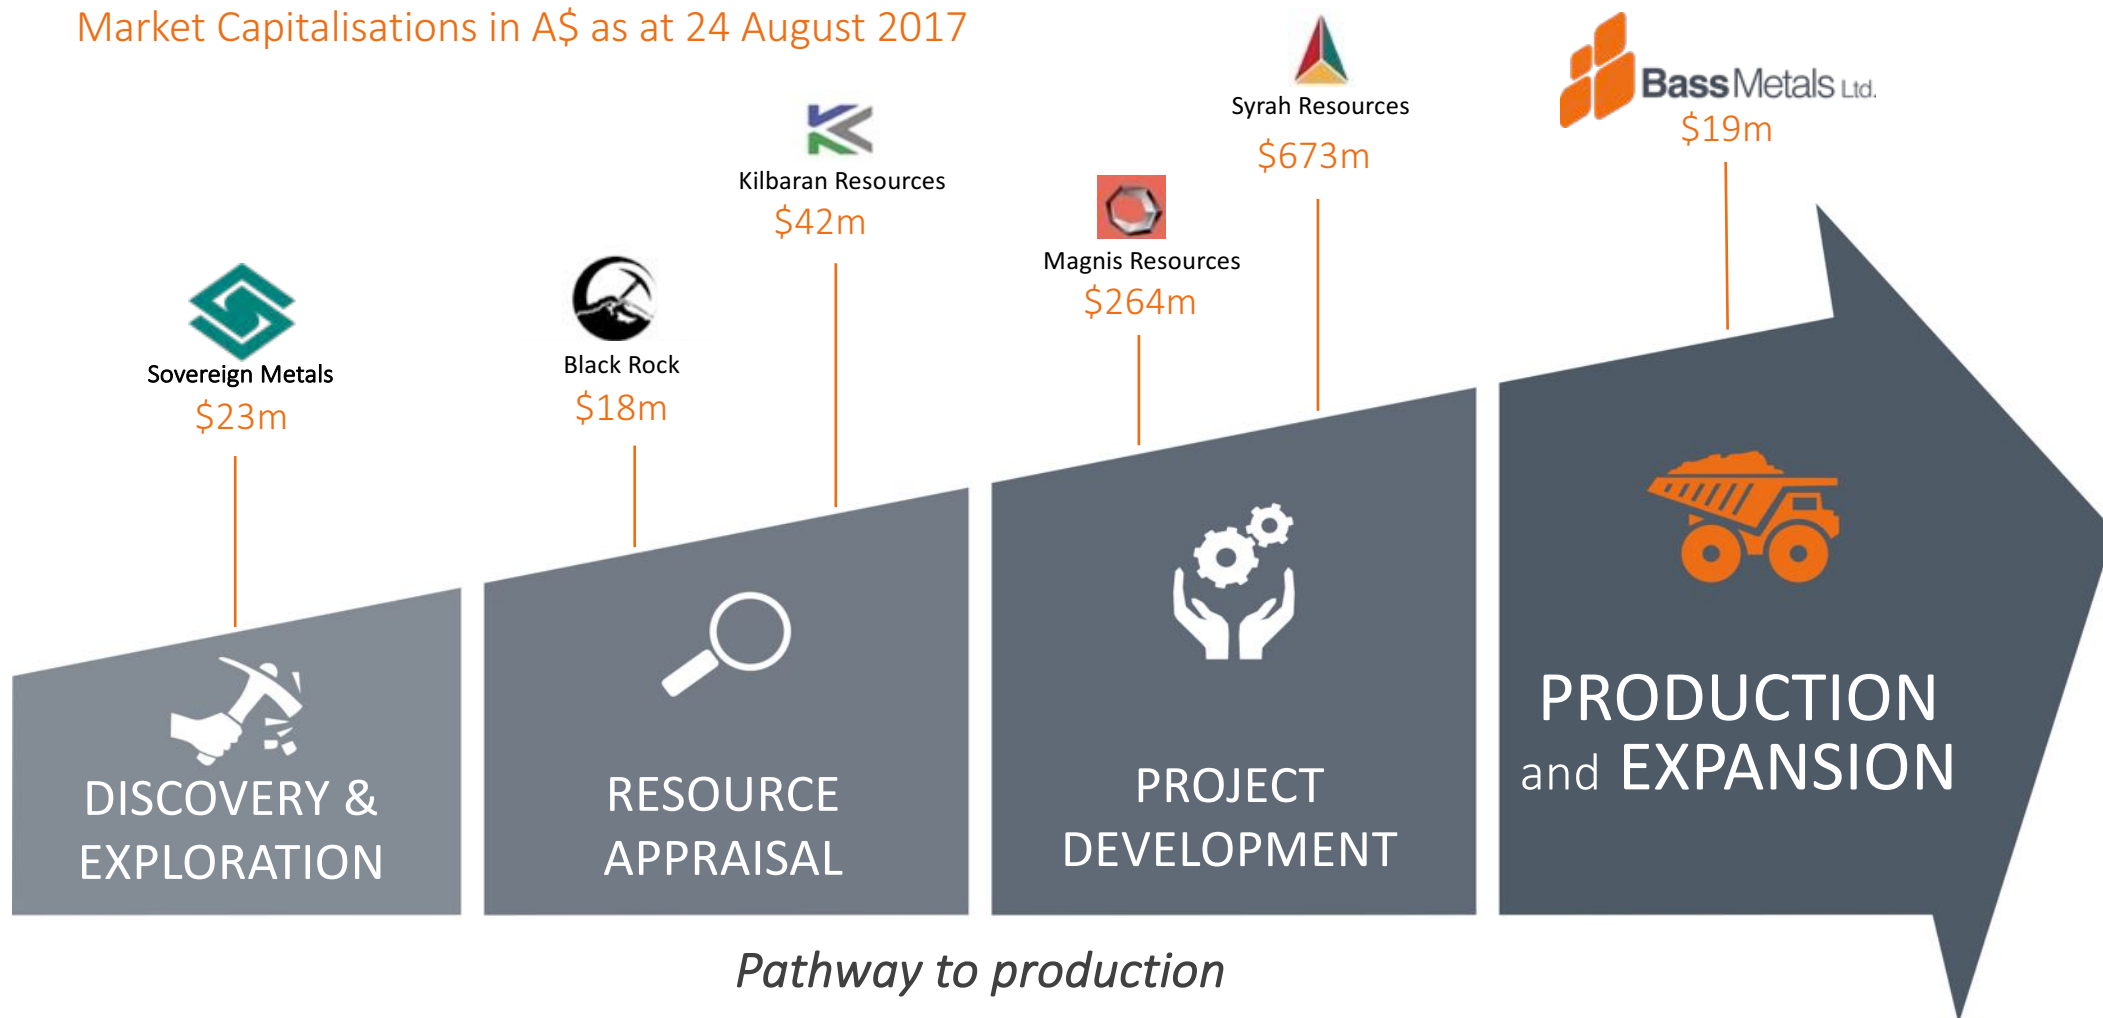 Market Capitalisations in A$ as at 24 August 2017
Sovereign Metals
$23m
Black Rock
$18m
Kilbaran Resources
$42m
Magnis Resources
$264m
Syrah Resources
$673m
Bass Metals Ltd.
$19m
DISCOVERY &
EXPLORATION
RESOURCE
APPRAISAL
PROJECT
DEVELOPMENT
PRODUCTION
and EXPANSION
Pathway to production